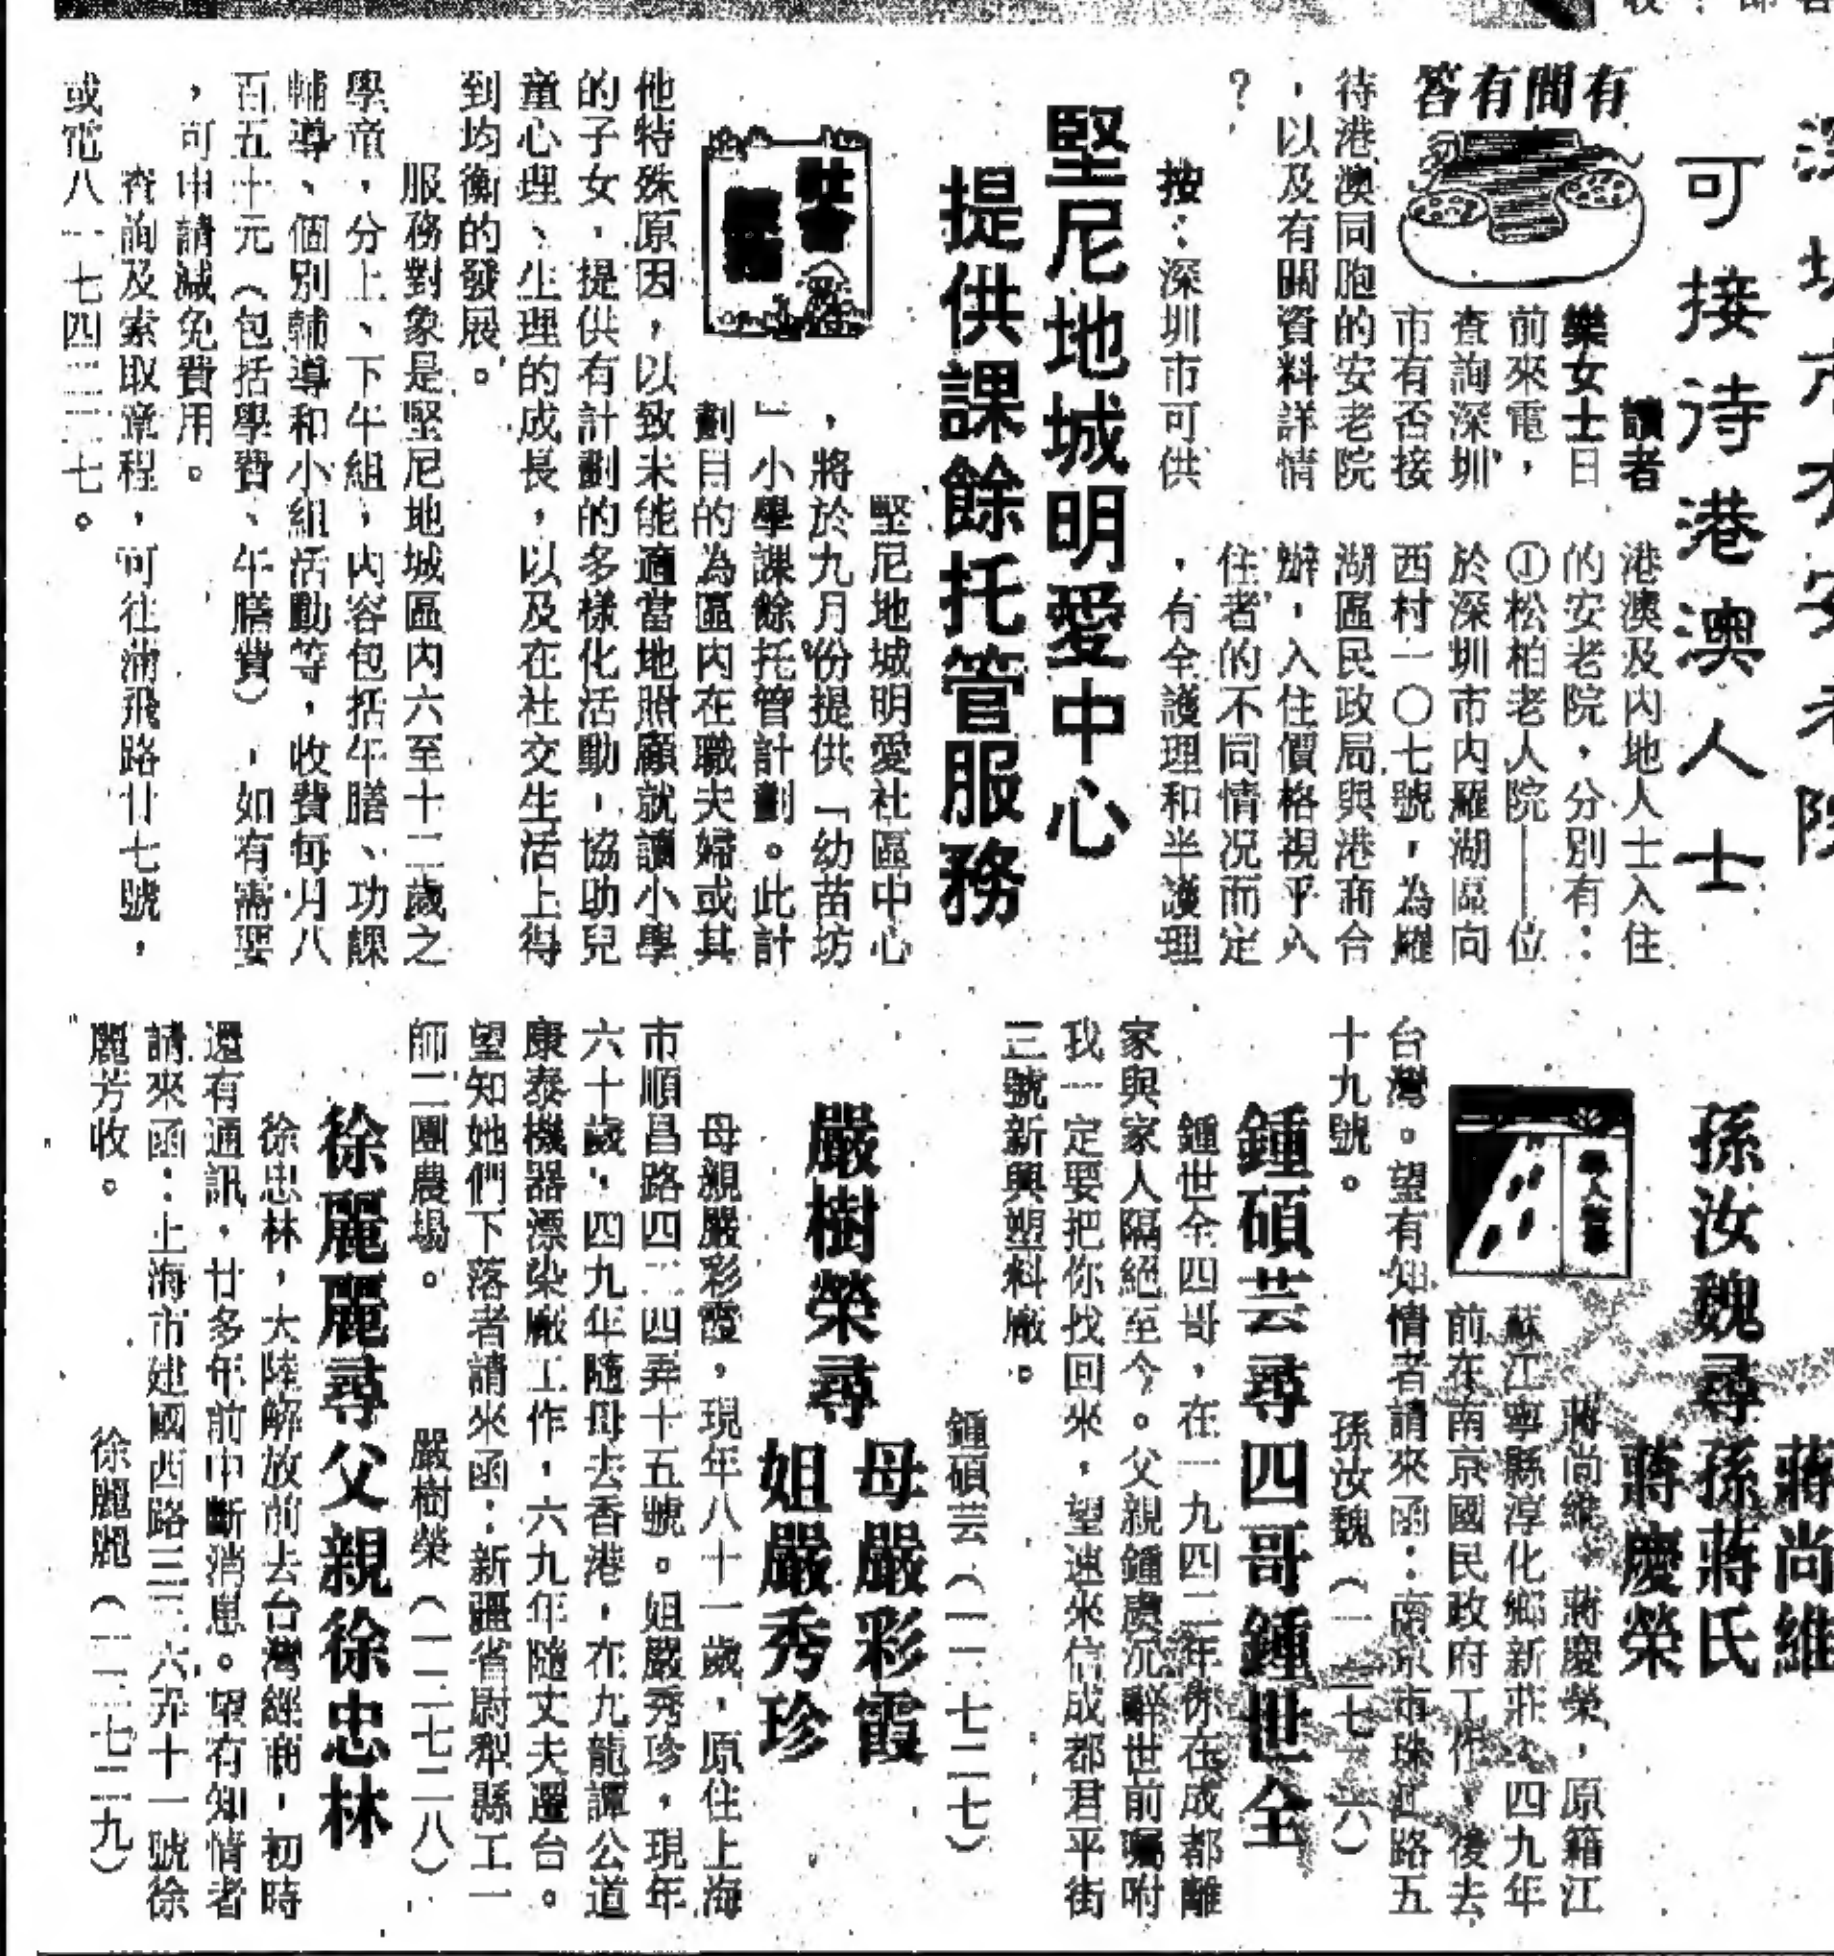 可接待港澳人士
有問有答
讀者
樂女士日
前來電，
查詢深圳
市有否接
待港澳同胞的安老院
，以及有關資料詳情
？
按：深圳市可供
港澳及內地人士入住
的安老院，分別有：
①松柏老人院——位
於深圳市內羅湖區向
西村一〇七號，為羅
湖區民政局與港商合
辦，入住價格視乎入
住者的不同情況而定
，有全護理和半護理
堅尼地城明愛中心
提供課餘托管服務
堅尼地城明愛社區中心
，將於九月份提供「幼苗坊
」小學課餘托管計劃。此計
劃目的為區內在職夫婦或其
他特殊原因，以致未能適當地照顧就讀小學
的子女，提供有計劃的多樣化活動，協助兒
童心理、生理的成長，以及在社交生活上得
到均衡的發展。
服務對象是堅尼地城區內六至十二歲之
學童，分上、下午組，內容包括午膳、功課
輔導、個別輔導和小組活動等，收費每月八
百五十元（包括學費、午膳費），如有需要
，可申請減免費用。
查詢及索取章程，可往蒲飛路廿七號，
或電八一七四三三七。
孫汝魏尋
蔣尚維
孫蔣氏
蔣慶榮
蔣尚維、蔣慶榮，原籍江
蘇江寧縣淳化鄉新莊，四九年
前在南京國民政府工作，後去
台灣。望有知情者請來函：南京市珠江路五
十九號。
孫汝魏
鍾碩芸尋四哥鍾世全
鍾世全四哥，在一九四二年你在成都離
家與家人隔絕至今。父親鍾沉辭世前囑咐
我一定要把你找回來，望速來信成都君平街
三號新興塑料廠。
鍾碩芸
嚴樹榮尋
母嚴彩霞
姐嚴秀珍
母親嚴彩霞，現年八十一歲，原住上海
市順昌路四二四弄十五號。姐嚴秀珍，現年
六十歲，四九年隨母去香港，在九龍譚公道
康泰機器漂染廠工作，六九年隨丈夫遷台。
望知她們下落者請來函：新疆省尉犁縣工一
師二團農場。
嚴樹榮（一二七二八）
徐麗麗尋父親徐忠林
徐忠林，大陸解放前去台灣經商，初時
還有通訊，廿多年前中斷消息。望有知情者
請來函：上海市建國西路三三六弄十一號徐
麗芳收。
徐麗麗（一二七二九）